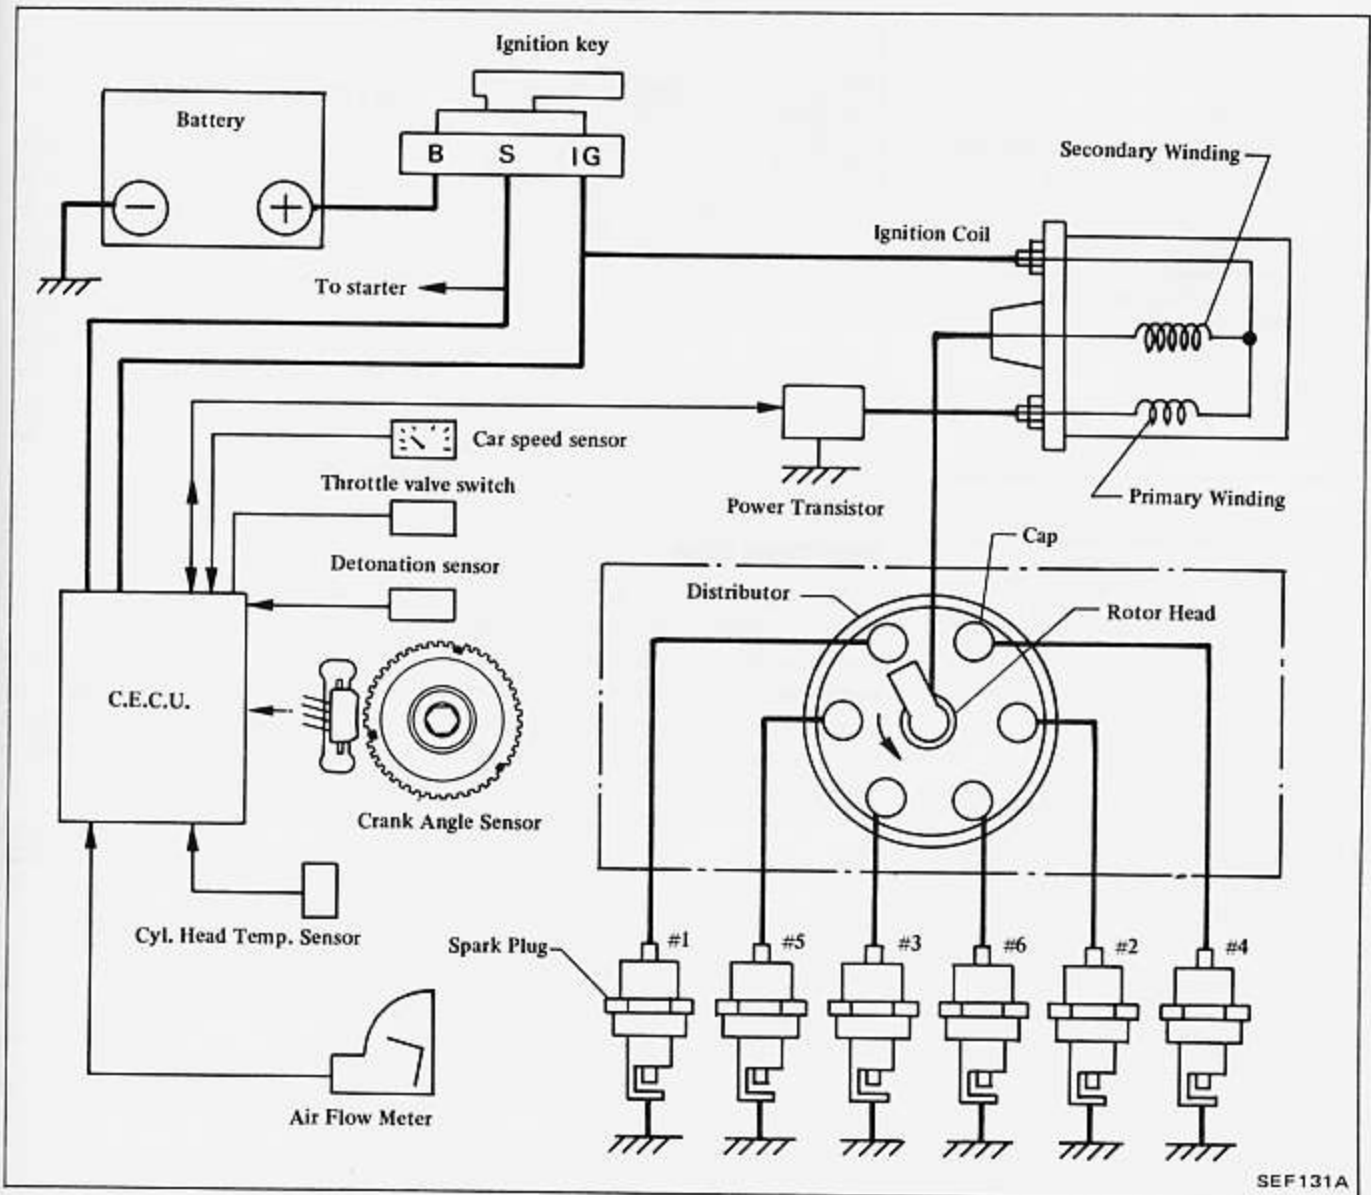 Ignition key
Battery
B S IG
− +
Secondary Winding
Ignition Coil
To starter
Car speed sensor
Throttle valve switch
Power Transistor
Primary Winding
Detonation sensor
Cap
Distributor
Rotor Head
C.E.C.U.
Crank Angle Sensor
Cyl. Head Temp. Sensor
Spark Plug
#1 #5 #3 #6 #2 #4
Air Flow Meter
SEF131A